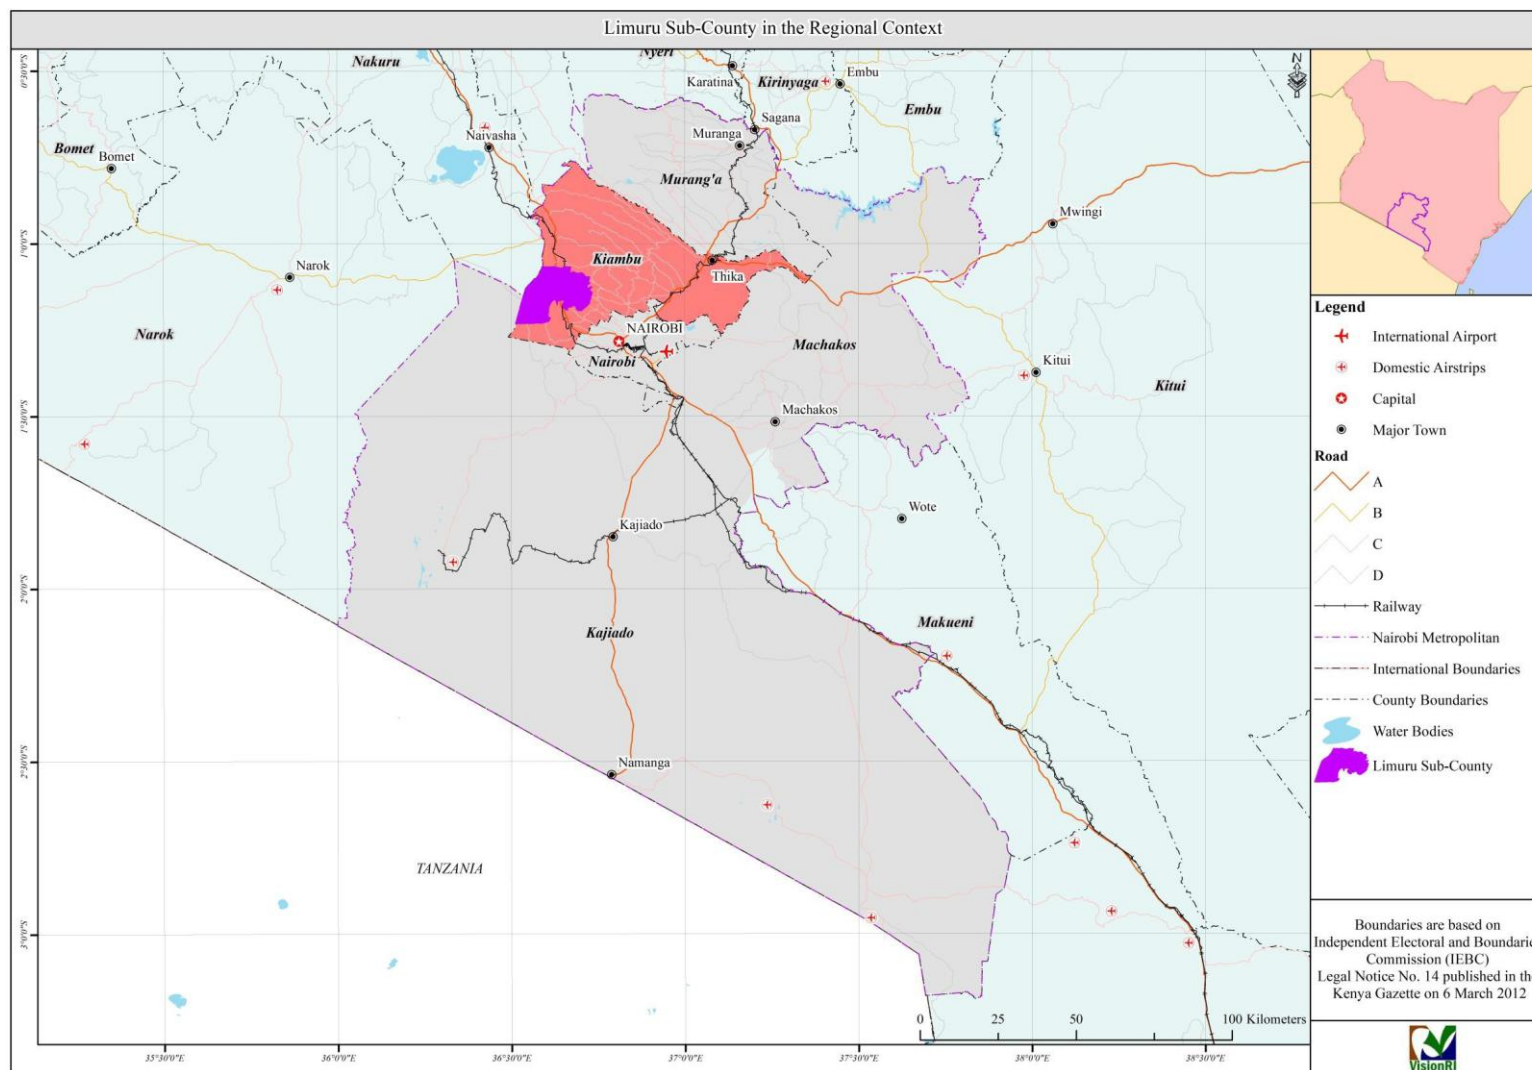 Limuru Sub-County in the Regional Context
Nyeri
Nakuru
Karatina
Kirinyaga
Embu
Embu
Sagana
Naivasha
Muranga
Bomet
Bomet
Murang'a
Mwingi
Narok
Kiambu
Thika
Narok
NAIROBI
Nairobi
Machakos
Kitui
Kitui
Machakos
Wote
Kajiado
Kajiado
Makueni
Namanga
TANZANIA
0 25 50 100 Kilometers
0°30'0"S
1°0'0"S
1°30'0"S
2°0'0"S
2°30'0"S
3°0'0"S
35°30'0"E
36°0'0"E
36°30'0"E
37°0'0"E
37°30'0"E
38°0'0"E
38°30'0"E
N
Legend
International Airport
Domestic Airstrips
Capital
Major Town
Road
A
B
C
D
Railway
Nairobi Metropolitan
International Boundaries
County Boundaries
Water Bodies
Limuru Sub-County
Boundaries are based on
Independent Electoral and Boundarie
Commission (IEBC)
Legal Notice No. 14 published in th
Kenya Gazette on 6 March 2012
VisionRI